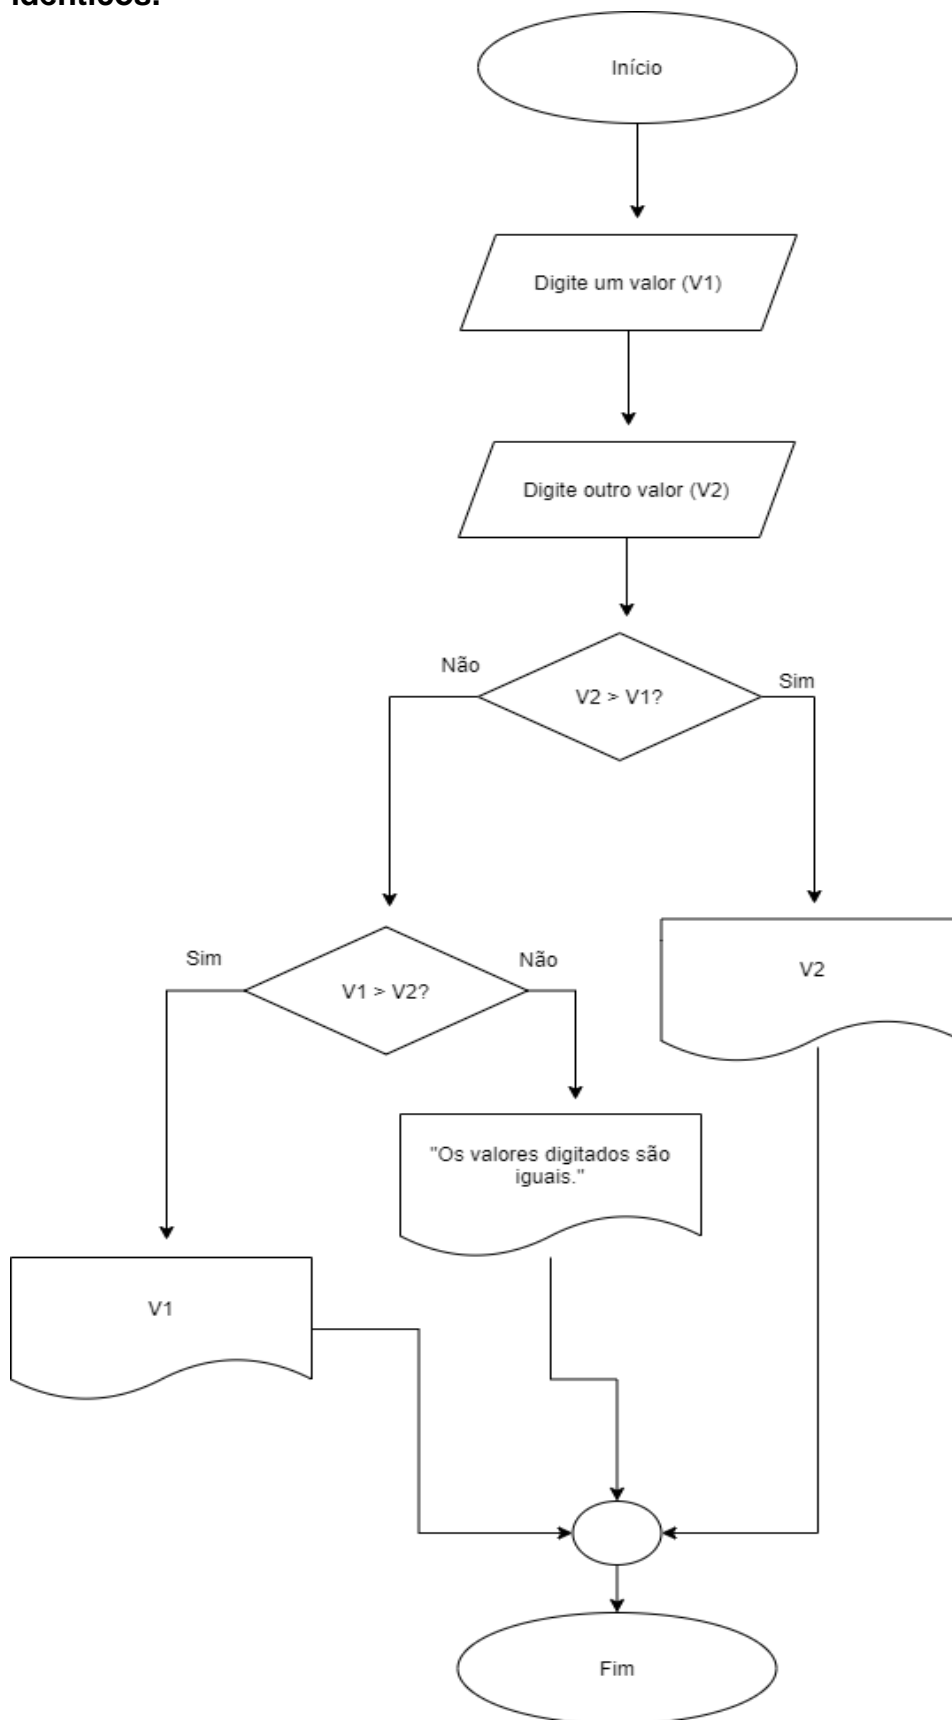 idênticos.
Início
Digite um valor (V1)
Digite outro valor (V2)
Não
V2 > V1?
Sim
Sim
V1 > V2?
Não
V2
"Os valores digitados são
iguais."
V1
Fim